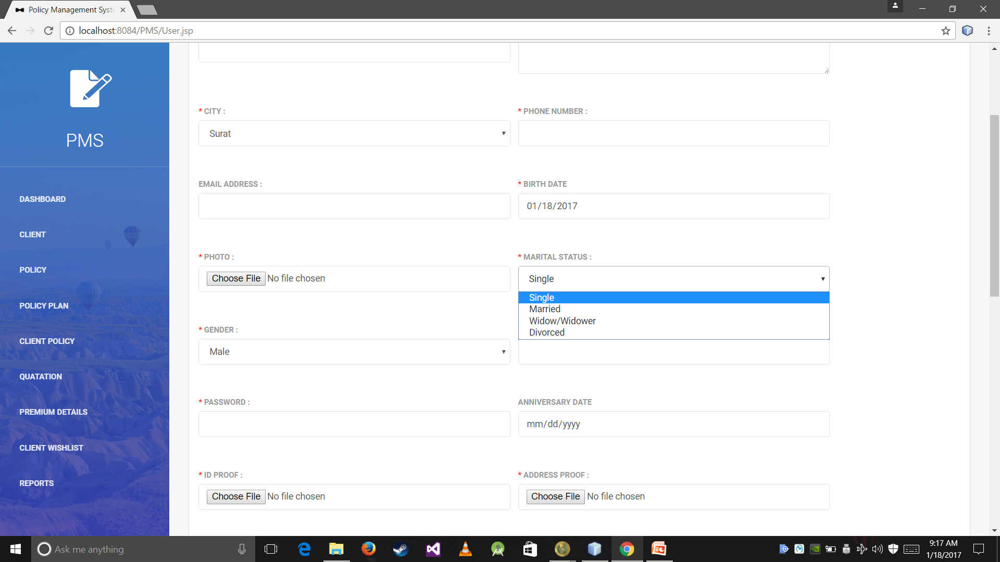 Policy Management Syste
localhost:8084/PMS/User.jsp
PMS
DASHBOARD
CLIENT
POLICY
POLICY PLAN
CLIENT POLICY
QUATATION
PREMIUM DETAILS
CLIENT WISHLIST
REPORTS
* CITY :
Surat
* PHONE NUMBER :
EMAIL ADDRESS :
* BIRTH DATE
01/18/2017
* PHOTO :
Choose File No file chosen
* MARITAL STATUS :
Single
Single
Married
Widow/Widower
Divorced
* GENDER :
Male
* PASSWORD :
ANNIVERSARY DATE
mm/dd/yyyy
* ID PROOF :
Choose File No file chosen
* ADDRESS PROOF :
Choose File No file chosen
Ask me anything
9:17 AM
1/18/2017